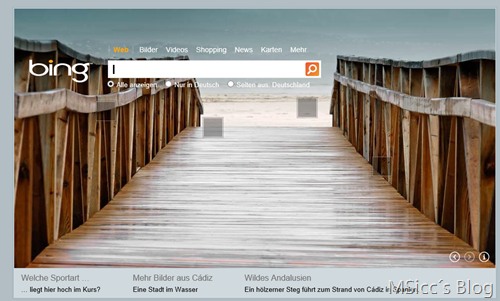 Web Bilder Videos Shopping News Karten Mehr
bing
Alle anzeigen Nur in Deutsch Seiten aus: Deutschland
Welche Sportart ... Mehr Bilder aus Cádiz Wildes Andalusien
... liegt hier hoch im Kurs? Eine Stadt im Wasser Ein hölzerner Steg führt zum Strand von Cádiz in Spanien
MSicc´s Blog